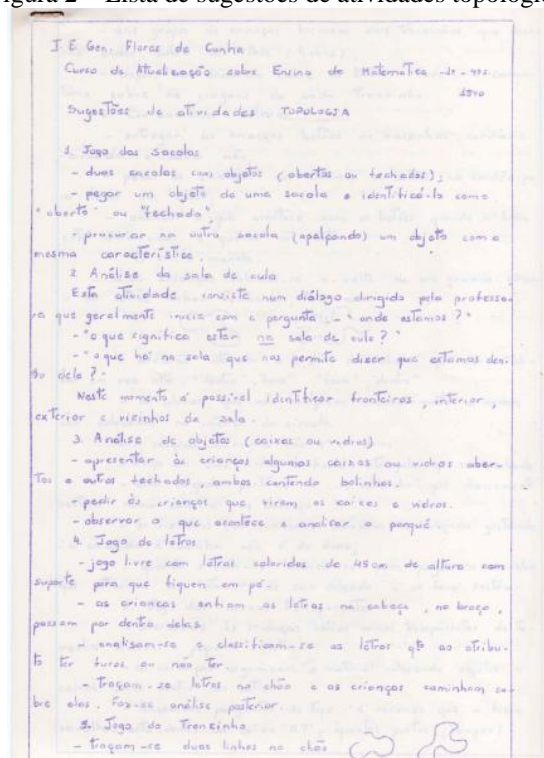 Figura 2 – Lista de sugestões de atividades topológic
I. E. Gen. Flores da Cunha
Curso de Atualização sobre Ensino de Matemática -1ª - 4ªs.
1980
Sugestões de atividades TOPOLOGIA
1. Jogo das Sacolas
- duas sacolas com objetos (abertos ou fechados);
- pegar um objeto de uma sacola e identificá-lo como
"aberto" ou "fechado".
- procurar na outra sacola (apalpando) um objeto com a
mesma característica.
2. Análise da sala de aula
Esta atividade consiste num diálogo dirigido pela professo-
ra que geralmente inicia com a pergunta, - "onde estamos?"
- "o que significa estar na sala de aula?"
- "o que há na sala que nos permita dizer que estamos den-
tro dela?"
Neste momento é possível identificar fronteiras, interior,
exterior e vizinhos da sala.
3. Análise de objetos (caixas ou vidros)
- apresentar às crianças algumas caixas ou vidros aber-
tos e outros fechados, ambos contendo bolinhas.
- pedir às crianças que virem as caixas e vidros.
- observar o que acontece e analisar o porquê
4. Jogo de letras
- jogo livre com letras coloridas de 45 cm de altura com
suporte para que fiquem em pé.
- as crianças enfiam as letras na cabeça, no braço,
passam por dentro delas.
- analisam-se e classificam-se as letras qto ao atribu-
to ter furos ou não ter
- traçam-se letras no chão e as crianças caminham so-
bre elas. Faz-se análise posterior.
5. Jogo do Trenzinho
- traçam-se duas linhas no chão